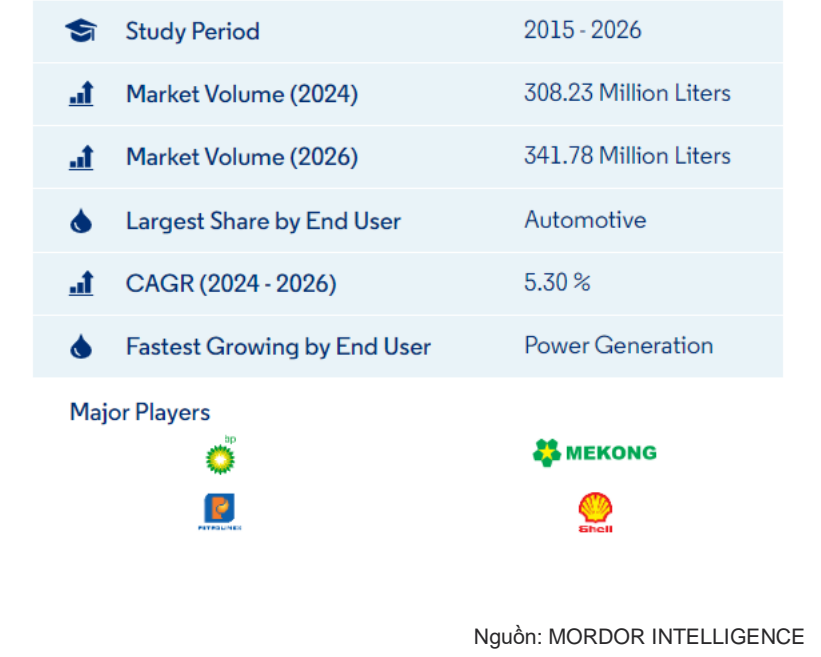 Study Period 2015 - 2026
Market Volume (2024) 308.23 Million Liters
Market Volume (2026) 341.78 Million Liters
Largest Share by End User Automotive
CAGR (2024 - 2026) 5.30 %
Fastest Growing by End User Power Generation
Major Players
bp
MEKONG
PETROLIMEX
Shell
Nguồn: MORDOR INTELLIGENCE